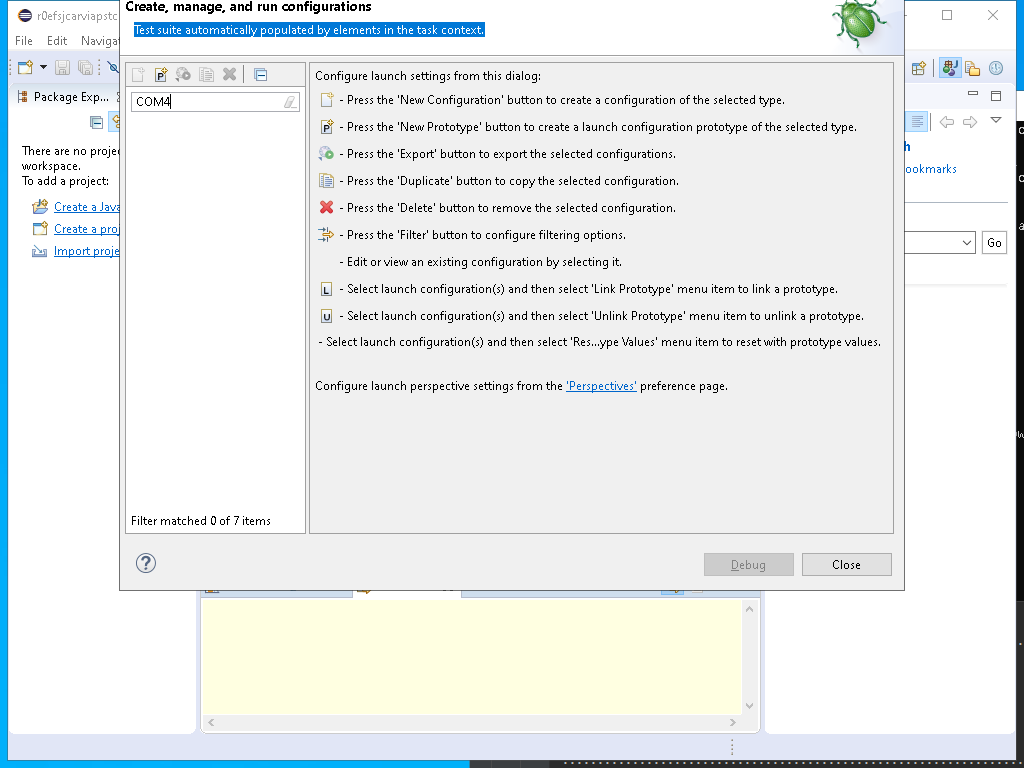 Create, manage, and run configurations
Test suite automatically populated by elements in the task context.
r0efsjcarviapstc
File Edit Naviga
Package Exp...
There are no proje
workspace.
To add a project:
Create a Java
Create a proj
Import proje
COM4
Filter matched 0 of 7 items
Configure launch settings from this dialog:
- Press the 'New Configuration' button to create a configuration of the selected type.
- Press the 'New Prototype' button to create a launch configuration prototype of the selected type.
- Press the 'Export' button to export the selected configurations.
- Press the 'Duplicate' button to copy the selected configuration.
- Press the 'Delete' button to remove the selected configuration.
- Press the 'Filter' button to configure filtering options.
- Edit or view an existing configuration by selecting it.
- Select launch configuration(s) and then select 'Link Prototype' menu item to link a prototype.
- Select launch configuration(s) and then select 'Unlink Prototype' menu item to unlink a prototype.
- Select launch configuration(s) and then select 'Res...ype Values' menu item to reset with prototype values.
Configure launch perspective settings from the 'Perspectives' preference page.
Debug Close
h
ookmarks
Go